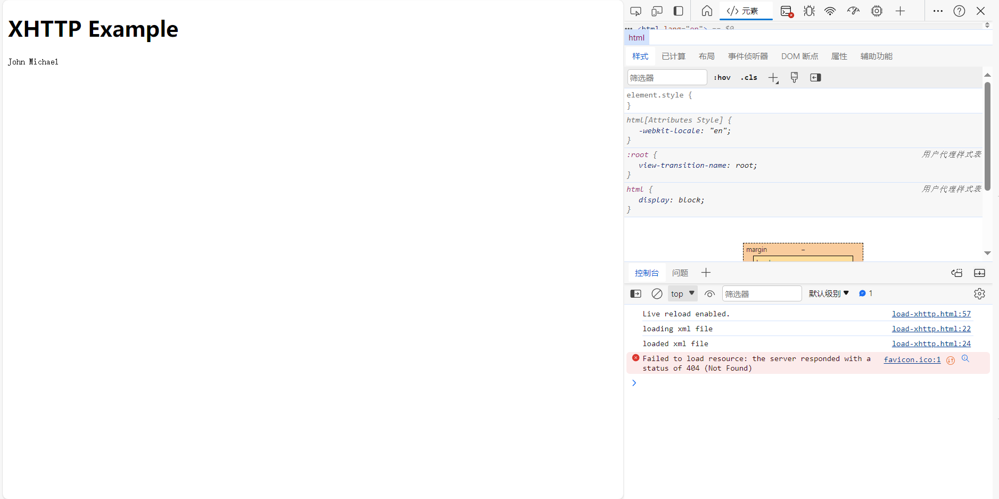 XHTTP Example
John Michael
元素
<html lang="en"> == $0
html
样式 已计算 布局 事件侦听器 DOM 断点 属性 辅助功能
筛选器 :hov .cls
element.style {
}
html[Attributes Style] {
-webkit-locale: "en";
}
:root { 用户代理样式表
view-transition-name: root;
}
html { 用户代理样式表
display: block;
}
margin –
控制台 问题
top 筛选器 默认级别 1
Live reload enabled. load-xhttp.html:57
loading xml file load-xhttp.html:22
loaded xml file load-xhttp.html:24
Failed to load resource: the server responded with a favicon.ico:1
status of 404 (Not Found)